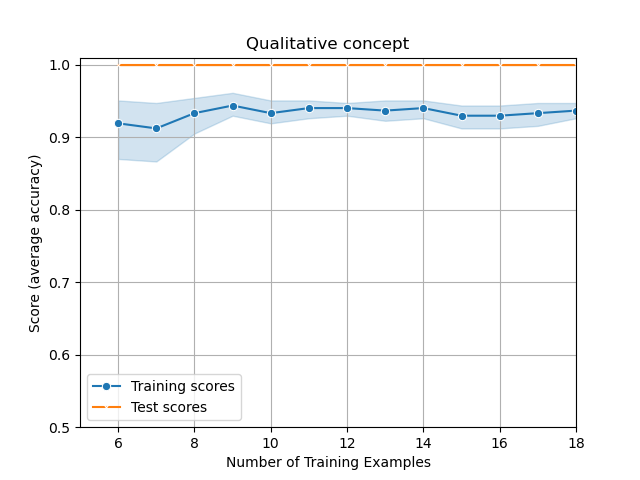 Qualitative concept
1.0
0.9
0.8
0.7
0.6
0.5
Score (average accuracy)
Training scores
Test scores
6 8 10 12 14 16 18
Number of Training Examples